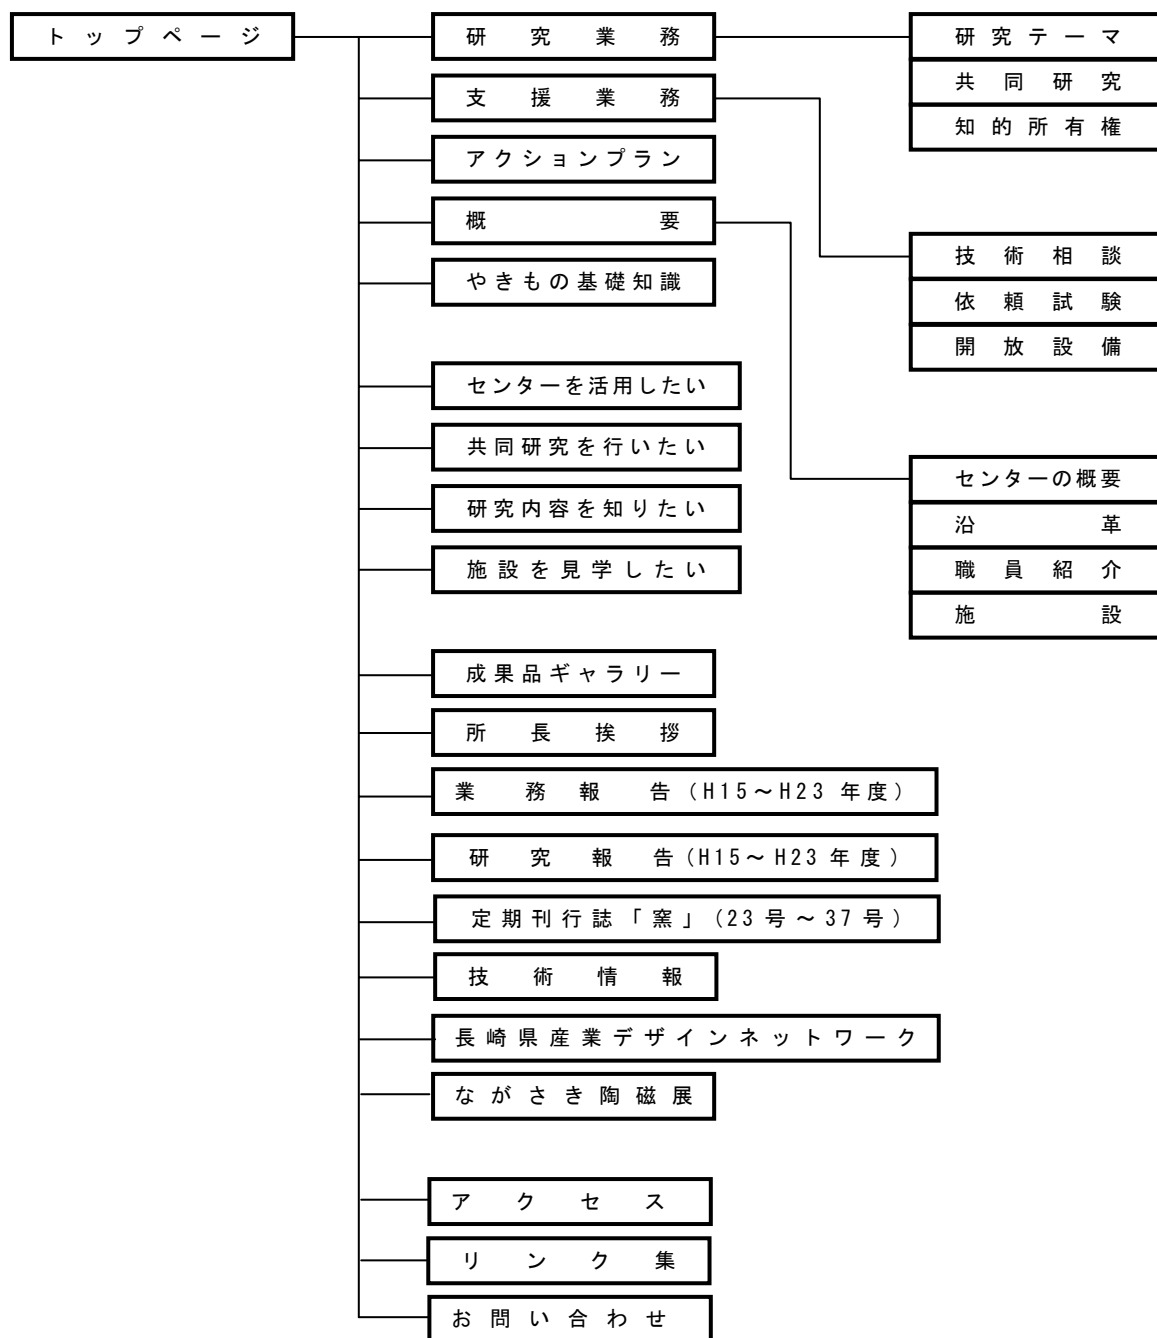 トップページ
研究業務
支援業務
アクションプラン
概要
やきもの基礎知識
センターを活用したい
共同研究を行いたい
研究内容を知りたい
施設を見学したい
成果品ギャラリー
所長挨拶
業務報告(H15～H23年度)
研究報告(H15～H23年度)
定期刊行誌「窯」(23号～37号)
技術情報
長崎県産業デザインネットワーク
ながさき陶磁展
アクセス
リンク集
お問い合わせ
研究テーマ
共同研究
知的所有権
技術相談
依頼試験
開放設備
センターの概要
沿革
職員紹介
施設